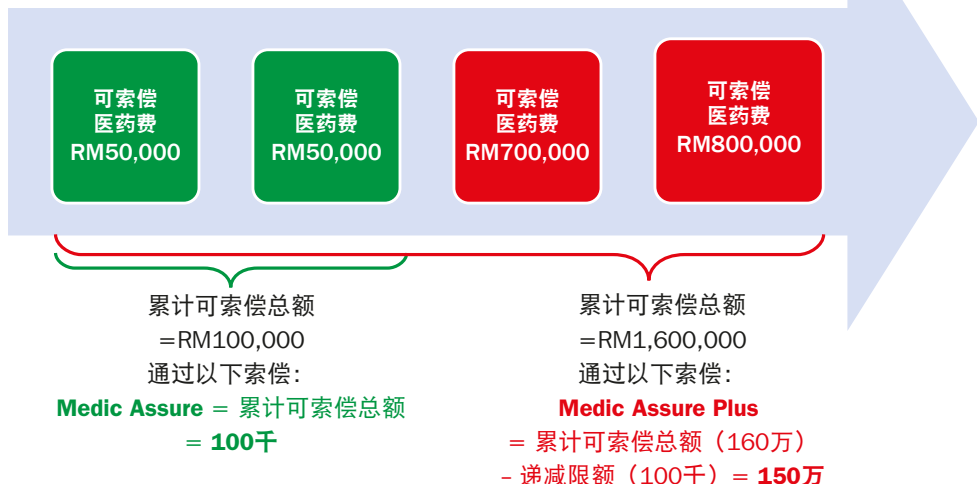 可索偿
医药费
RM50,000
可索偿
医药费
RM50,000
可索偿
医药费
RM700,000
可索偿
医药费
RM800,000
累计可索偿总额
=RM100,000
通过以下索偿：
Medic Assure = 累计可索偿总额
= 100千
累计可索偿总额
=RM1,600,000
通过以下索偿：
Medic Assure Plus
= 累计可索偿总额（160万）
– 递减限额（100千）= 150万